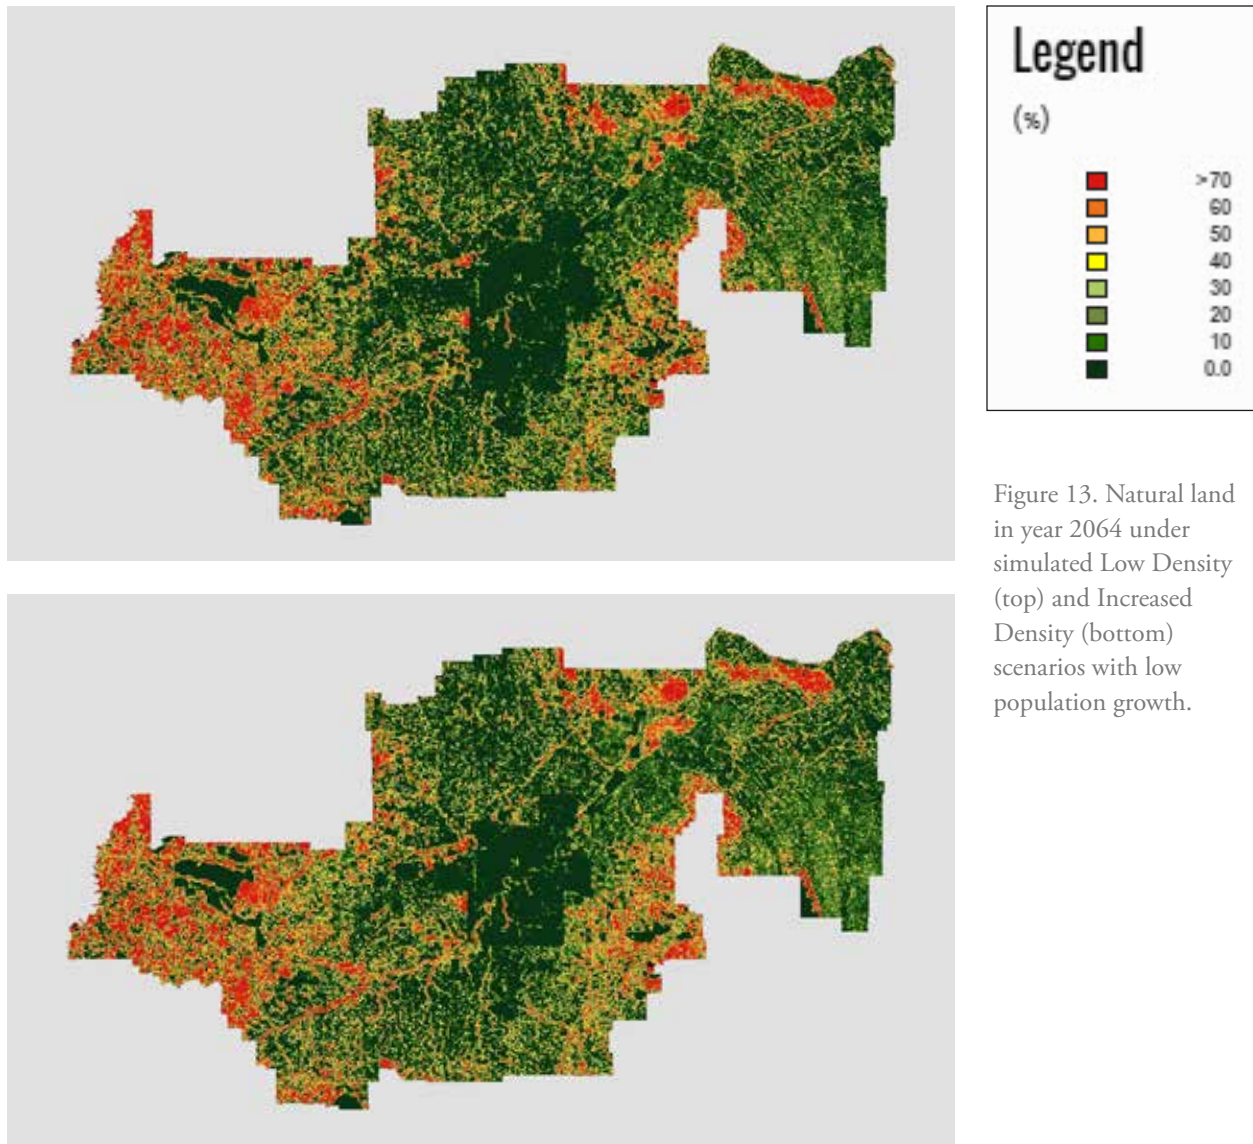 Legend
(%)
>70
60
50
40
30
20
10
0.0
Figure 13. Natural land
in year 2064 under
simulated Low Density
(top) and Increased
Density (bottom)
scenarios with low
population growth.